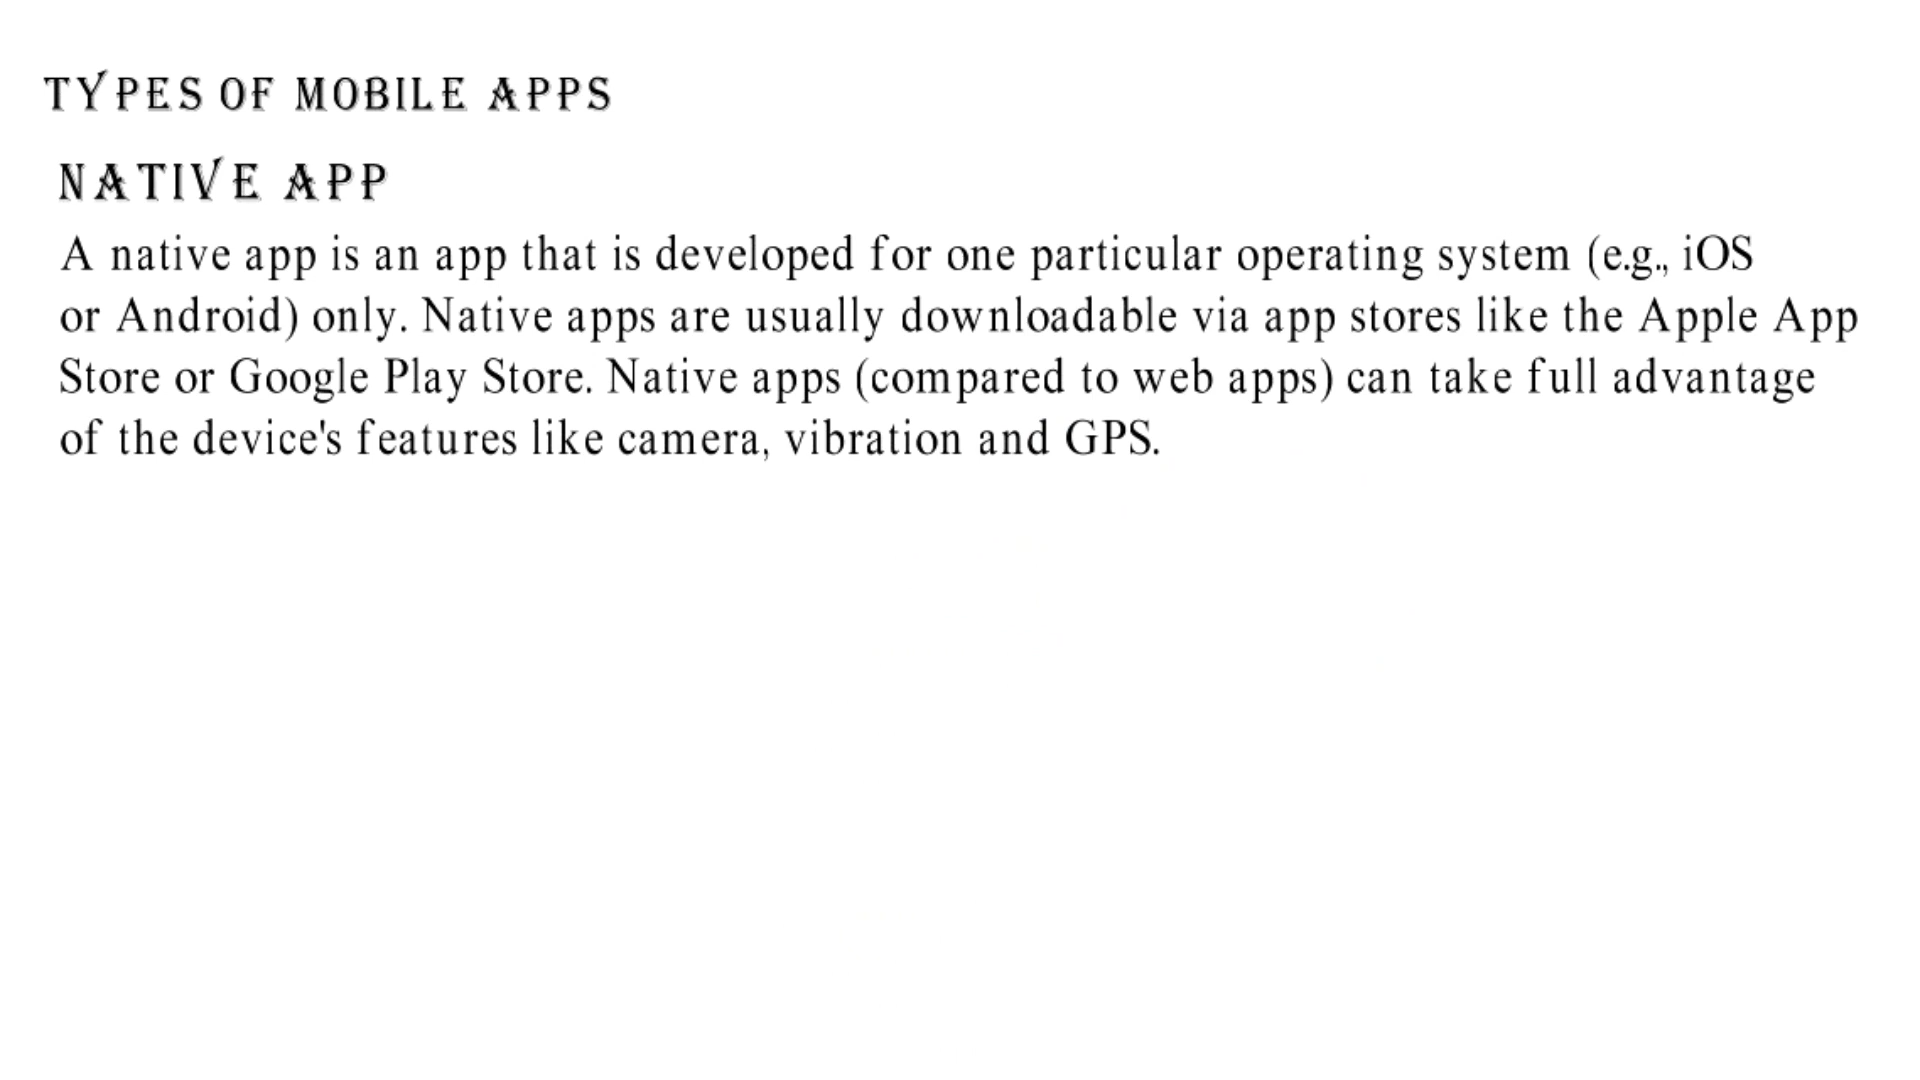 TYPES OF MOBILE APPS
NATIVE APP
A native app is an app that is developed for one particular operating system (e.g., iOS
or Android) only. Native apps are usually downloadable via app stores like the Apple App
Store or Google Play Store. Native apps (compared to web apps) can take full advantage
of the device's features like camera, vibration and GPS.